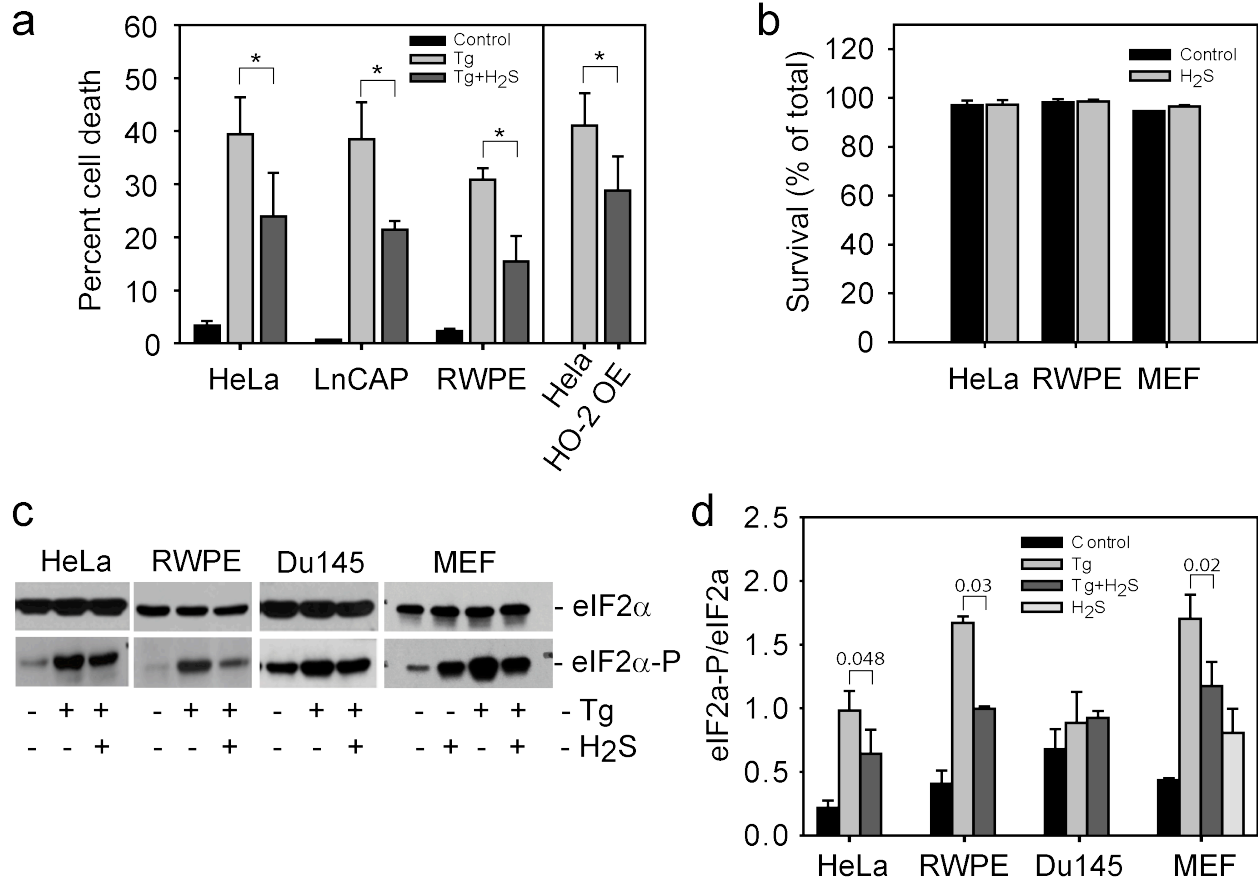 a
60
50
40
30
20
10
0
Percent cell death
Control
Tg
Tg+H2S
*
*
*
*
HeLa
LnCAP
RWPE
Hela
HO-2 OE
b
120
100
80
60
40
20
0
Survival (% of total)
Control
H2S
HeLa
RWPE
MEF
c
HeLa RWPE Du145 MEF
- eIF2α
- eIF2α-P
- + + - + + - + + - - + + - Tg
- - + - - + - - + - + - + - H2S
d
2.5
2.0
1.5
1.0
0.5
0.0
eIF2a-P/eIF2a
Control
Tg
Tg+H2S
H2S
0.048
0.03
0.02
HeLa
RWPE
Du145
MEF